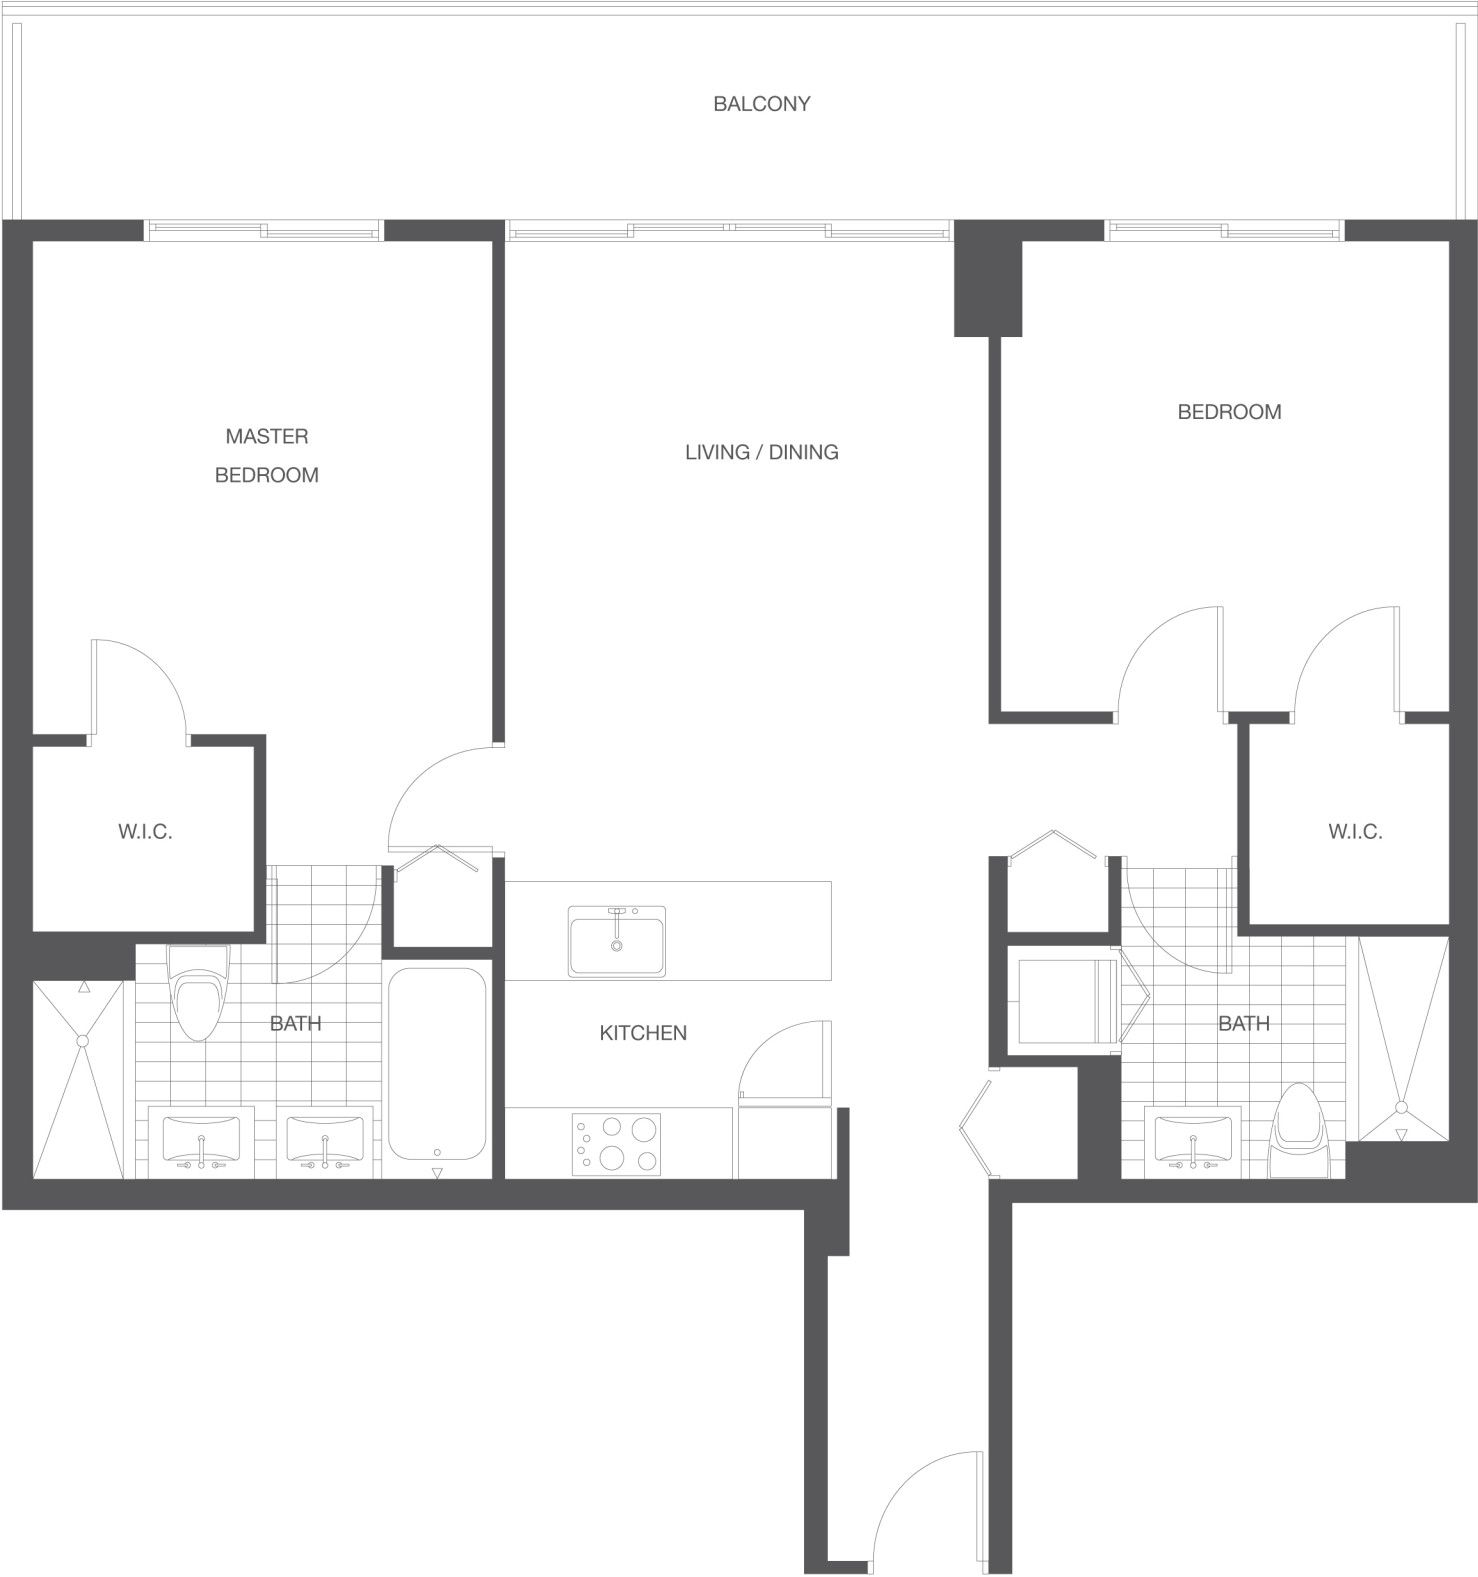 BALCONY
MASTER
BEDROOM
LIVING / DINING
BEDROOM
W.I.C.
W.I.C.
BATH
KITCHEN
BATH